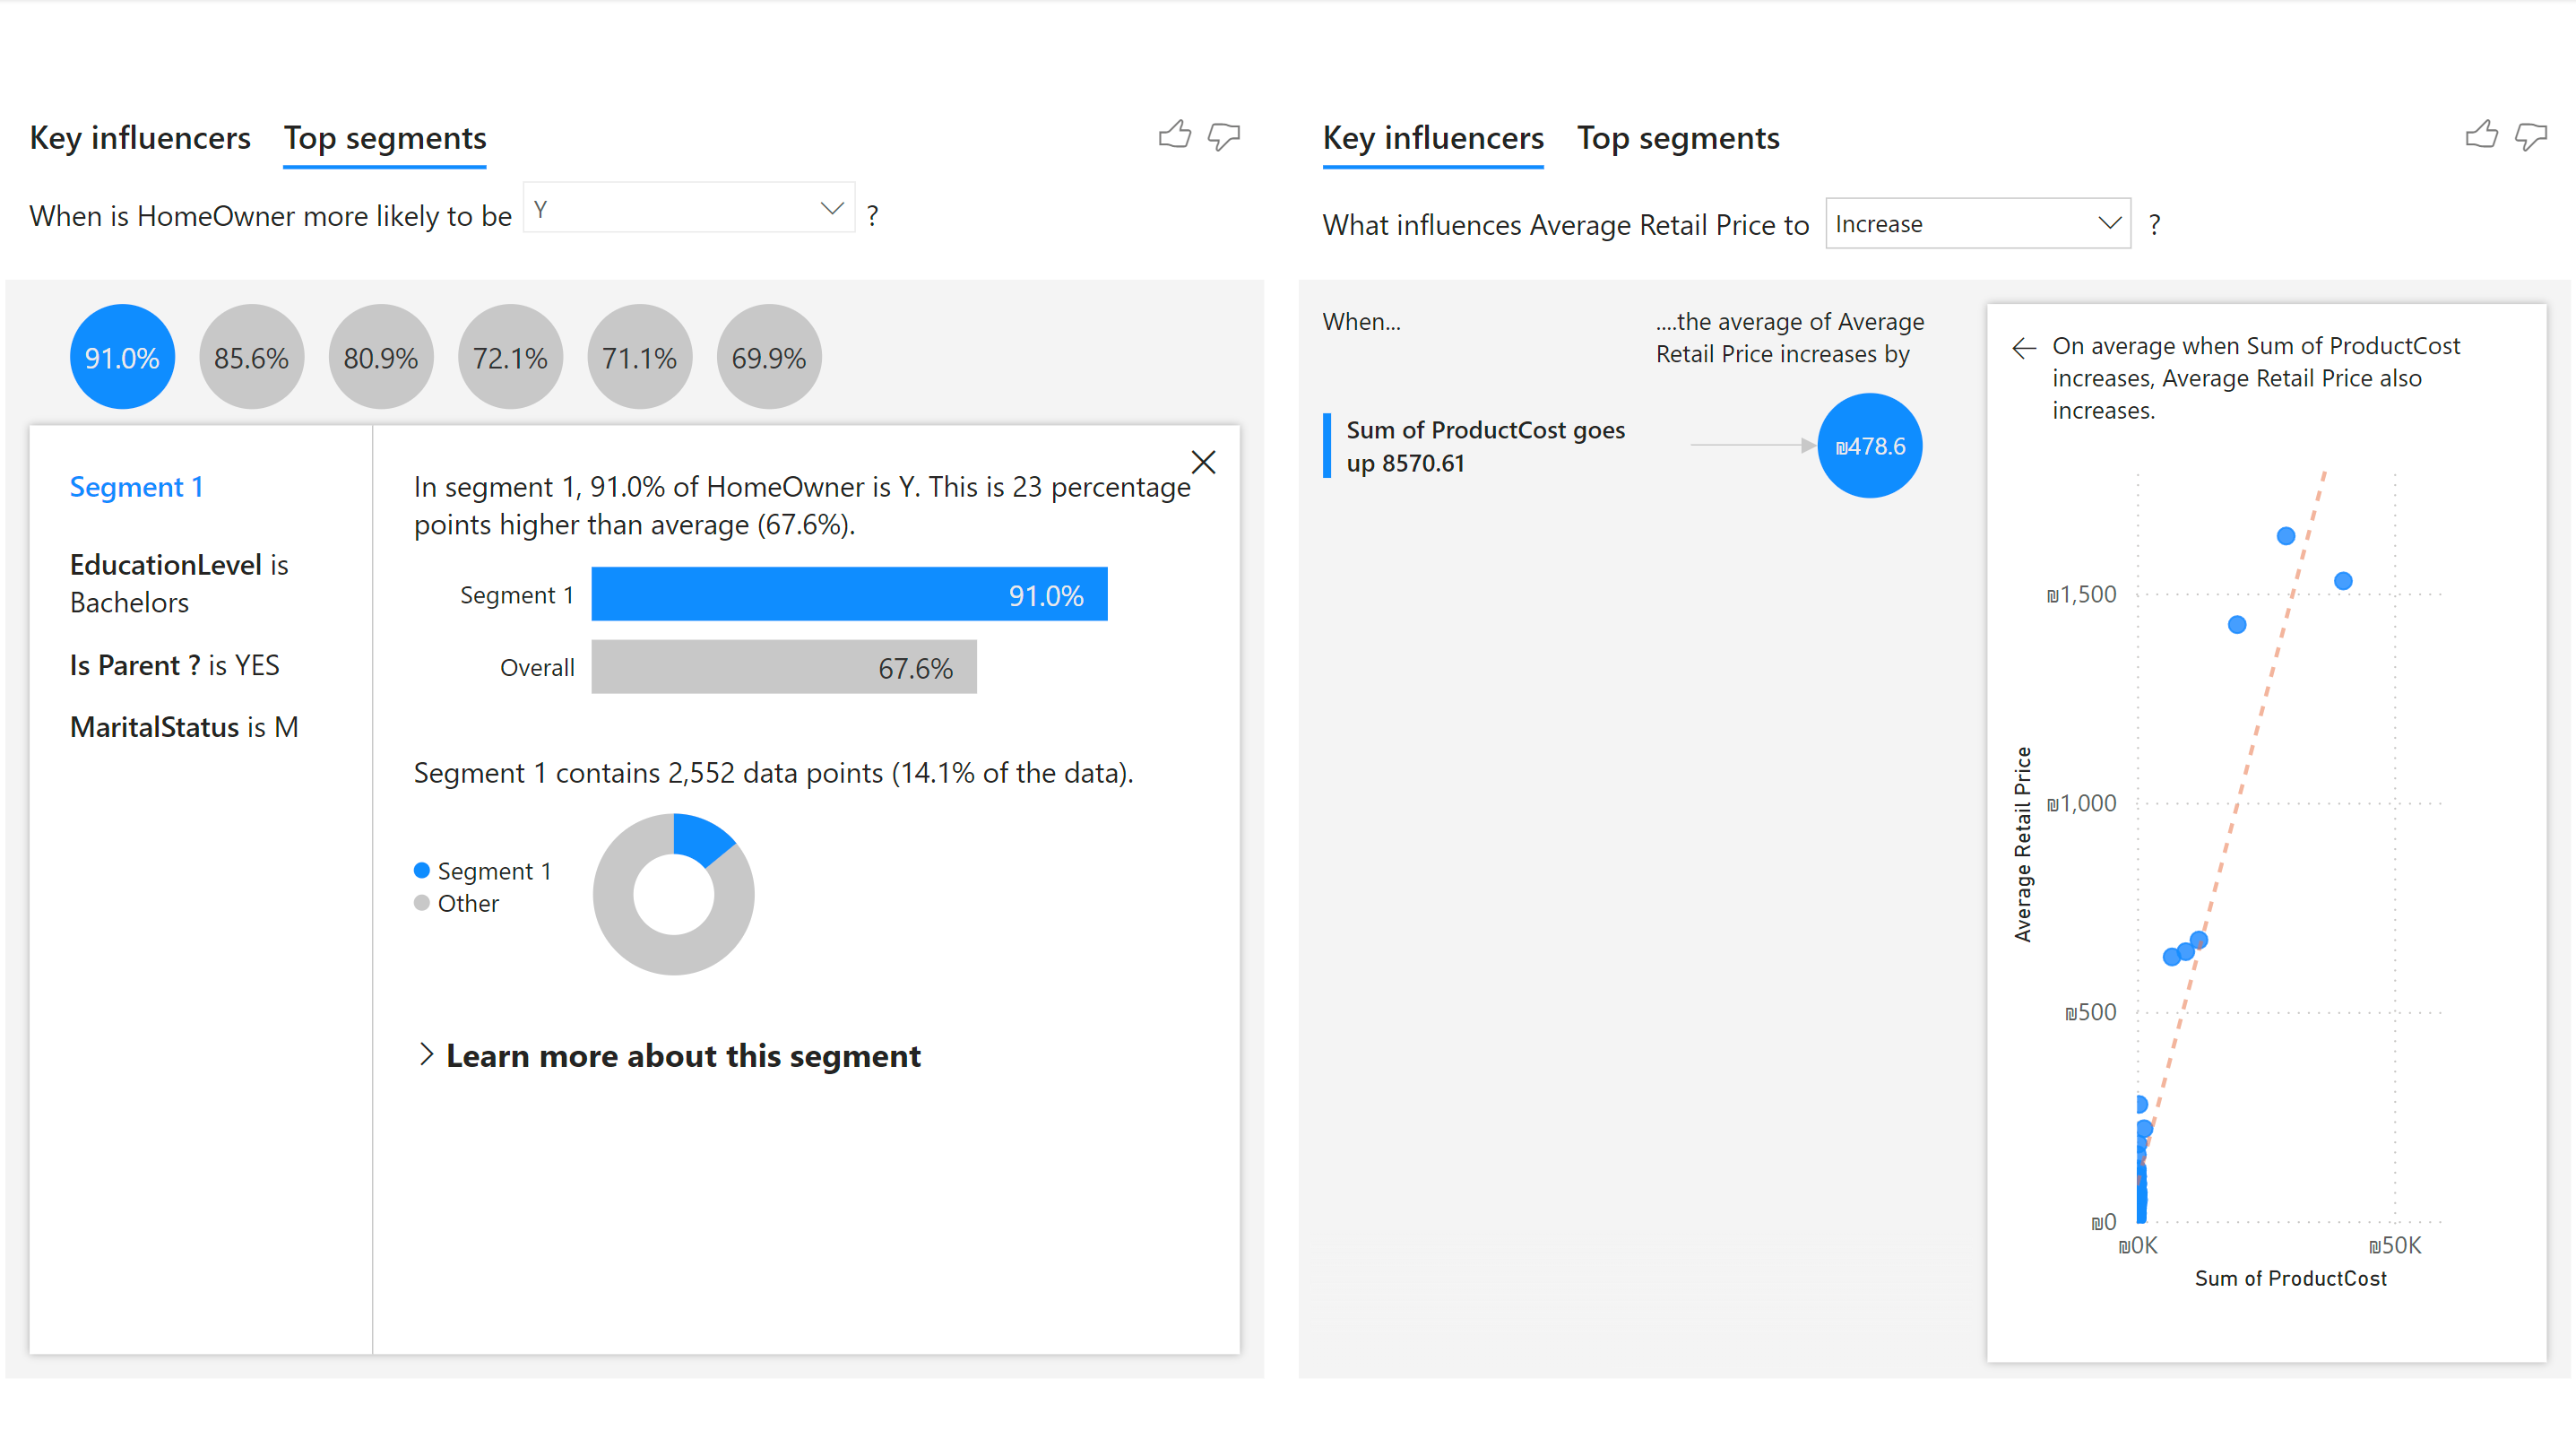 Key influencers
Top segments
When is HomeOwner more likely to be
Y
?
91.0%
85.6%
80.9%
72.1%
71.1%
69.9%
Segment 1
EducationLevel is
Bachelors
Is Parent ? is YES
MaritalStatus is M
In segment 1, 91.0% of HomeOwner is Y. This is 23 percentage
points higher than average (67.6%).
Segment 1
91.0%
Overall
67.6%
Segment 1 contains 2,552 data points (14.1% of the data).
Segment 1
Other
Learn more about this segment
Key influencers
Top segments
What influences Average Retail Price to
Increase
?
When...
....the average of Average
Retail Price increases by
Sum of ProductCost goes
up 8570.61
₪478.6
On average when Sum of ProductCost
increases, Average Retail Price also
increases.
Average Retail Price
₪1,500
₪1,000
₪500
₪0
₪0K
₪50K
Sum of ProductCost